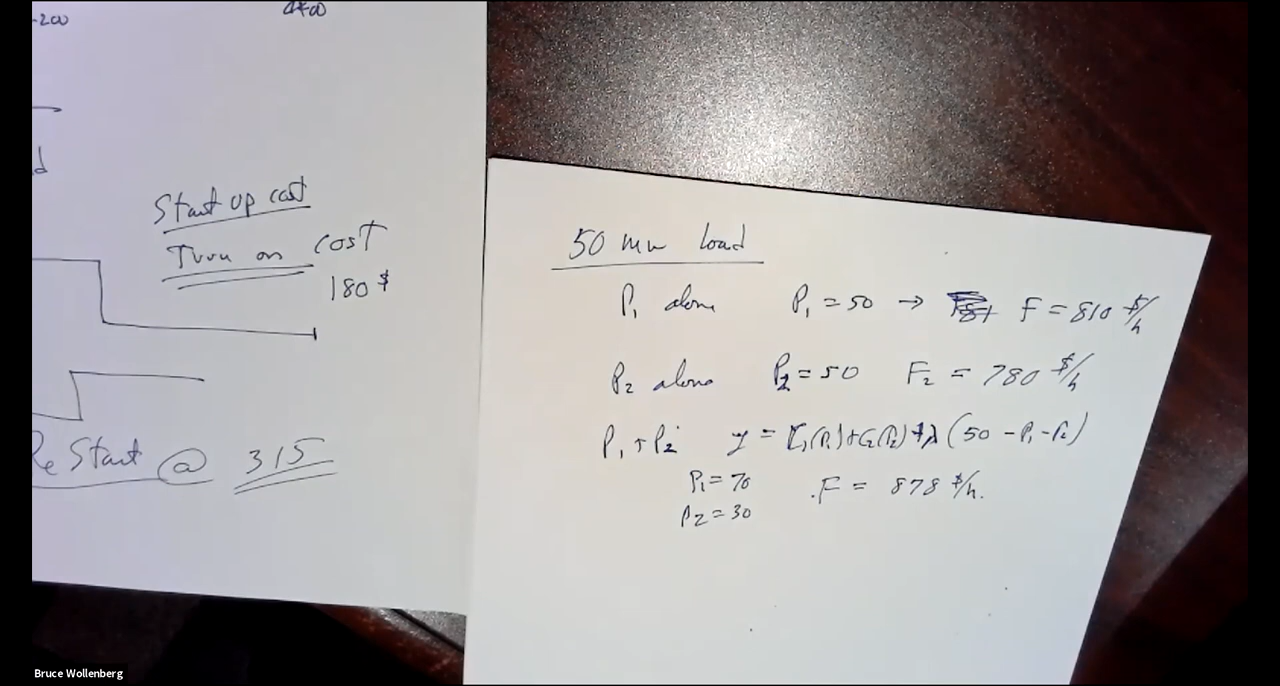 -200
Start up cost
Turn on cost
180 $
Re Start @ 315
50 mw load
P1 alone P1 = 50 → F = 810 $/h
P2 alone P2 = 50 F2 = 780 $/h
P1 + P2 = F1(P1) + F2(P2) + λ (50 - P1 - P2)
P1 = 70 F = 878 $/h.
P2 = 30
Bruce Wollenberg